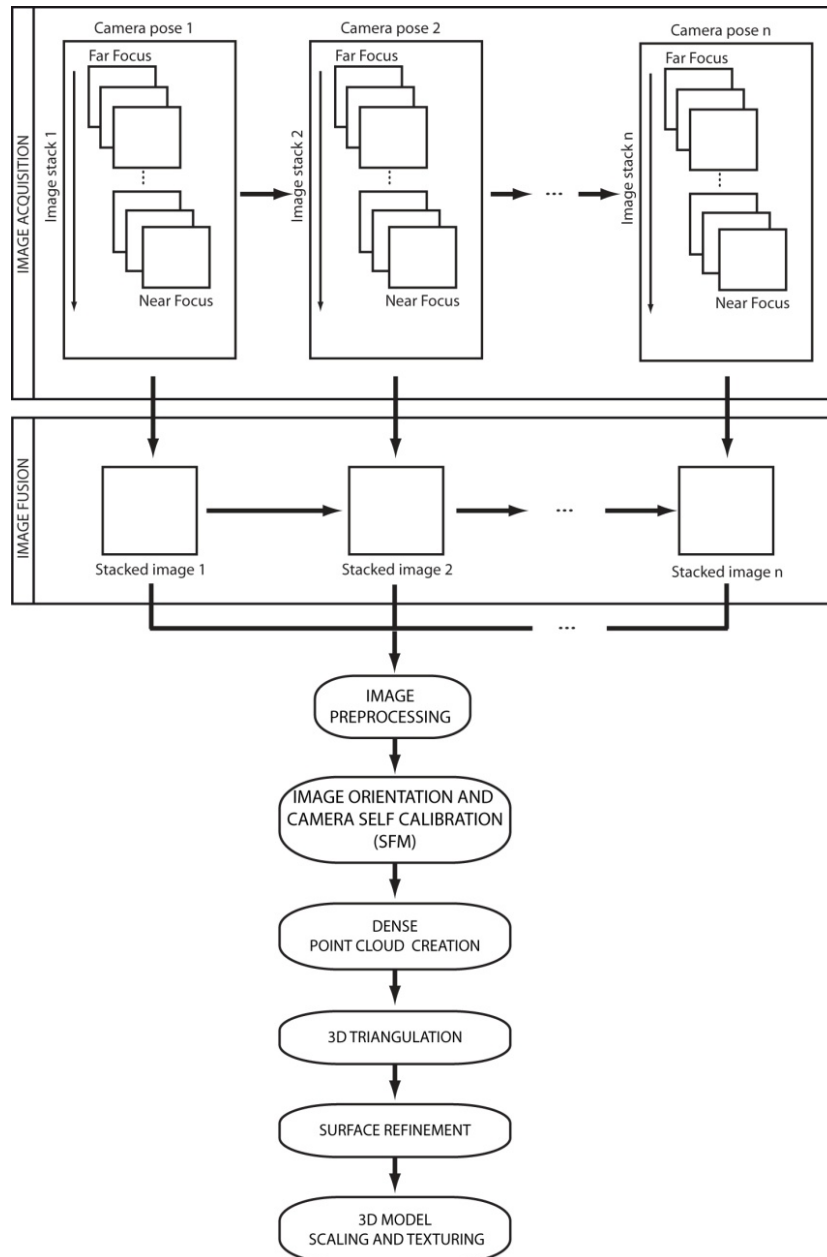 IMAGE ACQUISITION
Camera pose 1
Camera pose 2
Camera pose n
Image stack 1
Far Focus
Near Focus
Image stack 2
Far Focus
Near Focus
...
Image stack n
Far Focus
Near Focus
IMAGE FUSION
Stacked image 1
Stacked image 2
...
Stacked image n
...
IMAGE
PREPROCESSING
IMAGE ORIENTATION AND
CAMERA SELF CALIBRATION
(SFM)
DENSE
POINT CLOUD CREATION
3D TRIANGULATION
SURFACE REFINEMENT
3D MODEL
SCALING AND TEXTURING